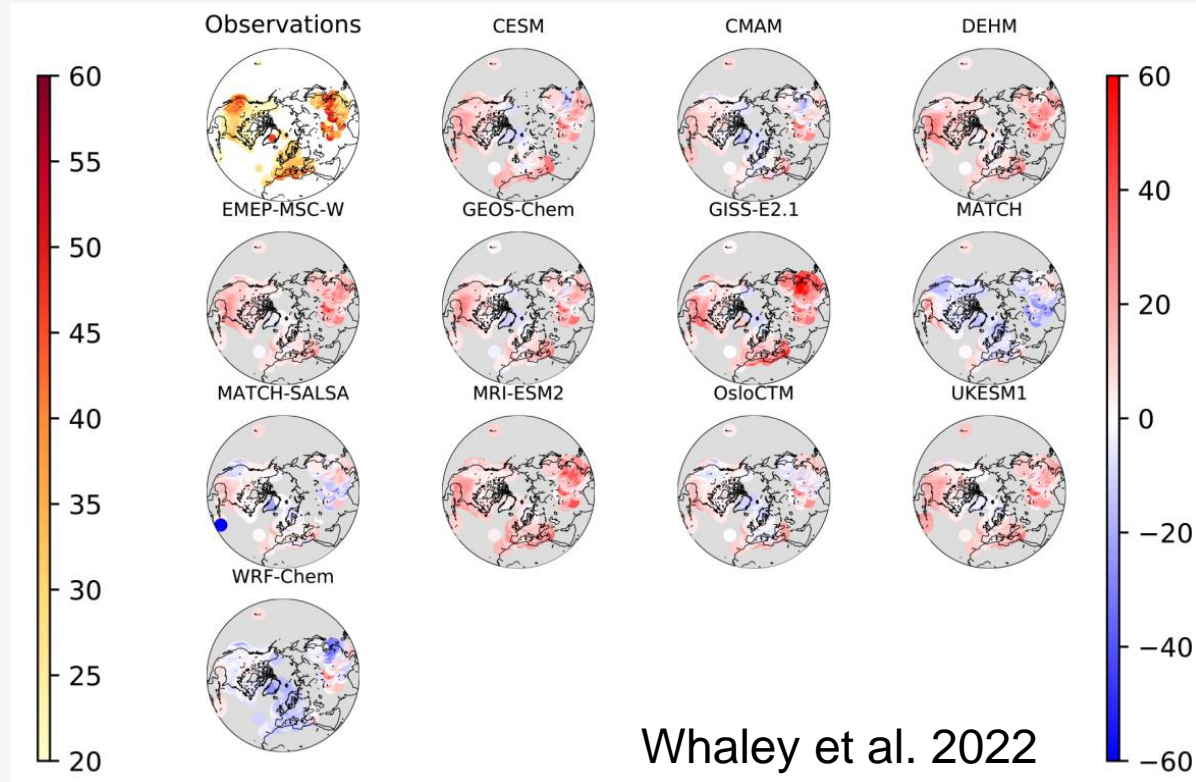 Observations
CESM
CMAM
DEHM
EMEP-MSC-W
GEOS-Chem
GISS-E2.1
MATCH
MATCH-SALSA
MRI-ESM2
OsloCTM
UKESM1
WRF-Chem
60
55
50
45
40
35
30
25
20
60
40
20
0
−20
−40
−60
Whaley et al. 2022